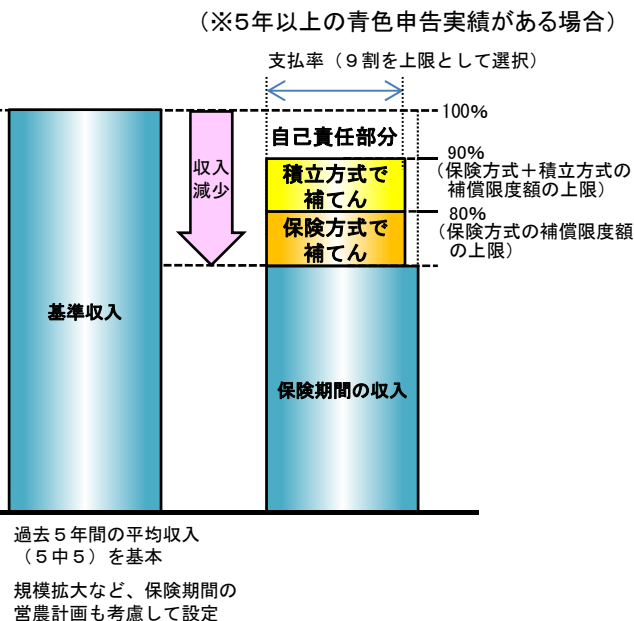 （※5年以上の青色申告実績がある場合）
支払率（９割を上限として選択）
100%
自己責任部分
収入
減少
90%
（保険方式＋積立方式の
補償限度額の上限）
積立方式で
補てん
80%
（保険方式の補償限度額
の上限）
保険方式で
補てん
基準収入
保険期間の収入
過去５年間の平均収入
（５中５）を基本
規模拡大など、保険期間の
営農計画も考慮して設定